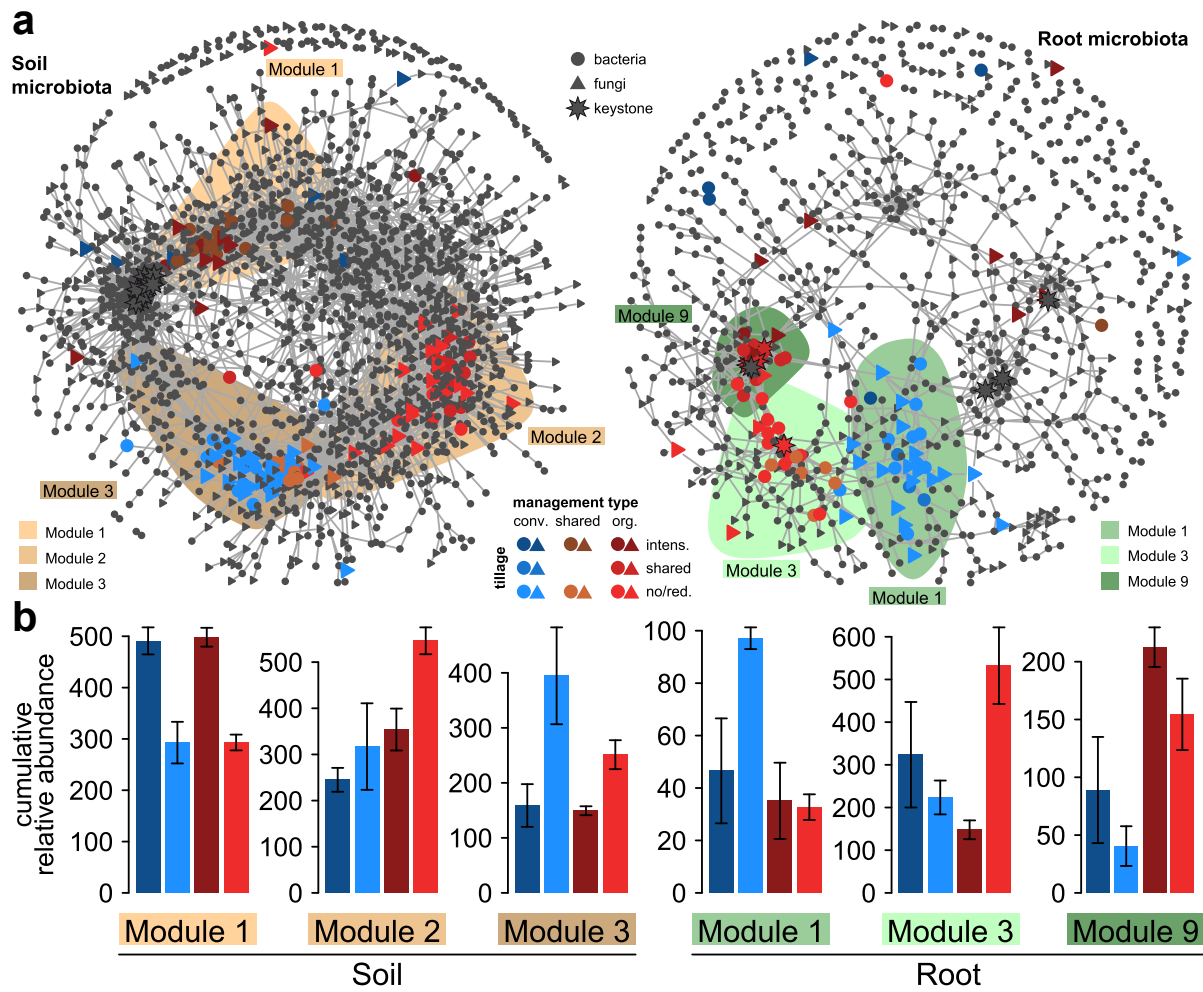 a
Soil
microbiota
Module 1
bacteria
fungi
keystone
Root microbiota
Module 9
Module 2
Module 3
Module 1
Module 2
Module 3
management type
conv. shared org.
tillage
intens.
shared
no/red.
Module 3
Module 1
Module 1
Module 3
Module 9
b
cumulative
relative abundance
500
400
300
200
100
0
500
400
300
200
100
0
400
300
200
100
0
100
80
60
40
20
0
600
500
400
300
200
100
0
200
150
100
50
0
Module 1 Module 2 Module 3 Module 1 Module 3 Module 9
Soil Root